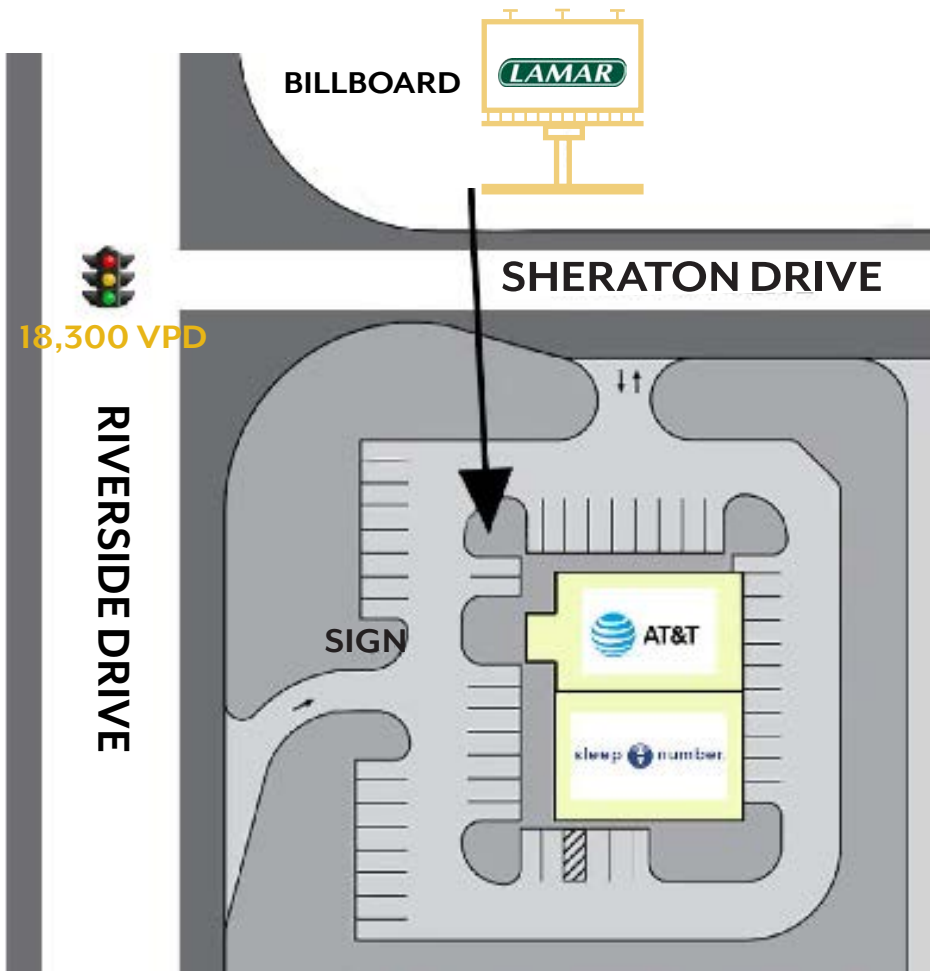 BILLBOARD
LAMAR
SHERATON DRIVE
18,300 VPD
RIVERSIDE DRIVE
SIGN
AT&T
sleep number